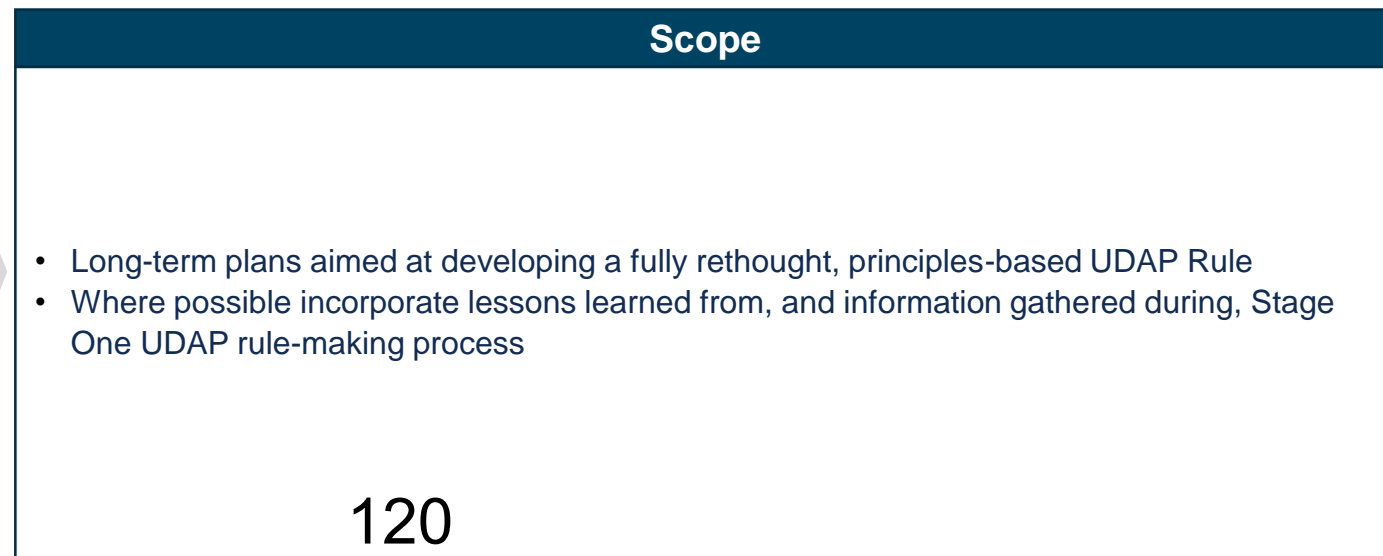 Scope
• Long-term plans aimed at developing a fully rethought, principles-based UDAP Rule
• Where possible incorporate lessons learned from, and information gathered during, Stage
One UDAP rule-making process
120